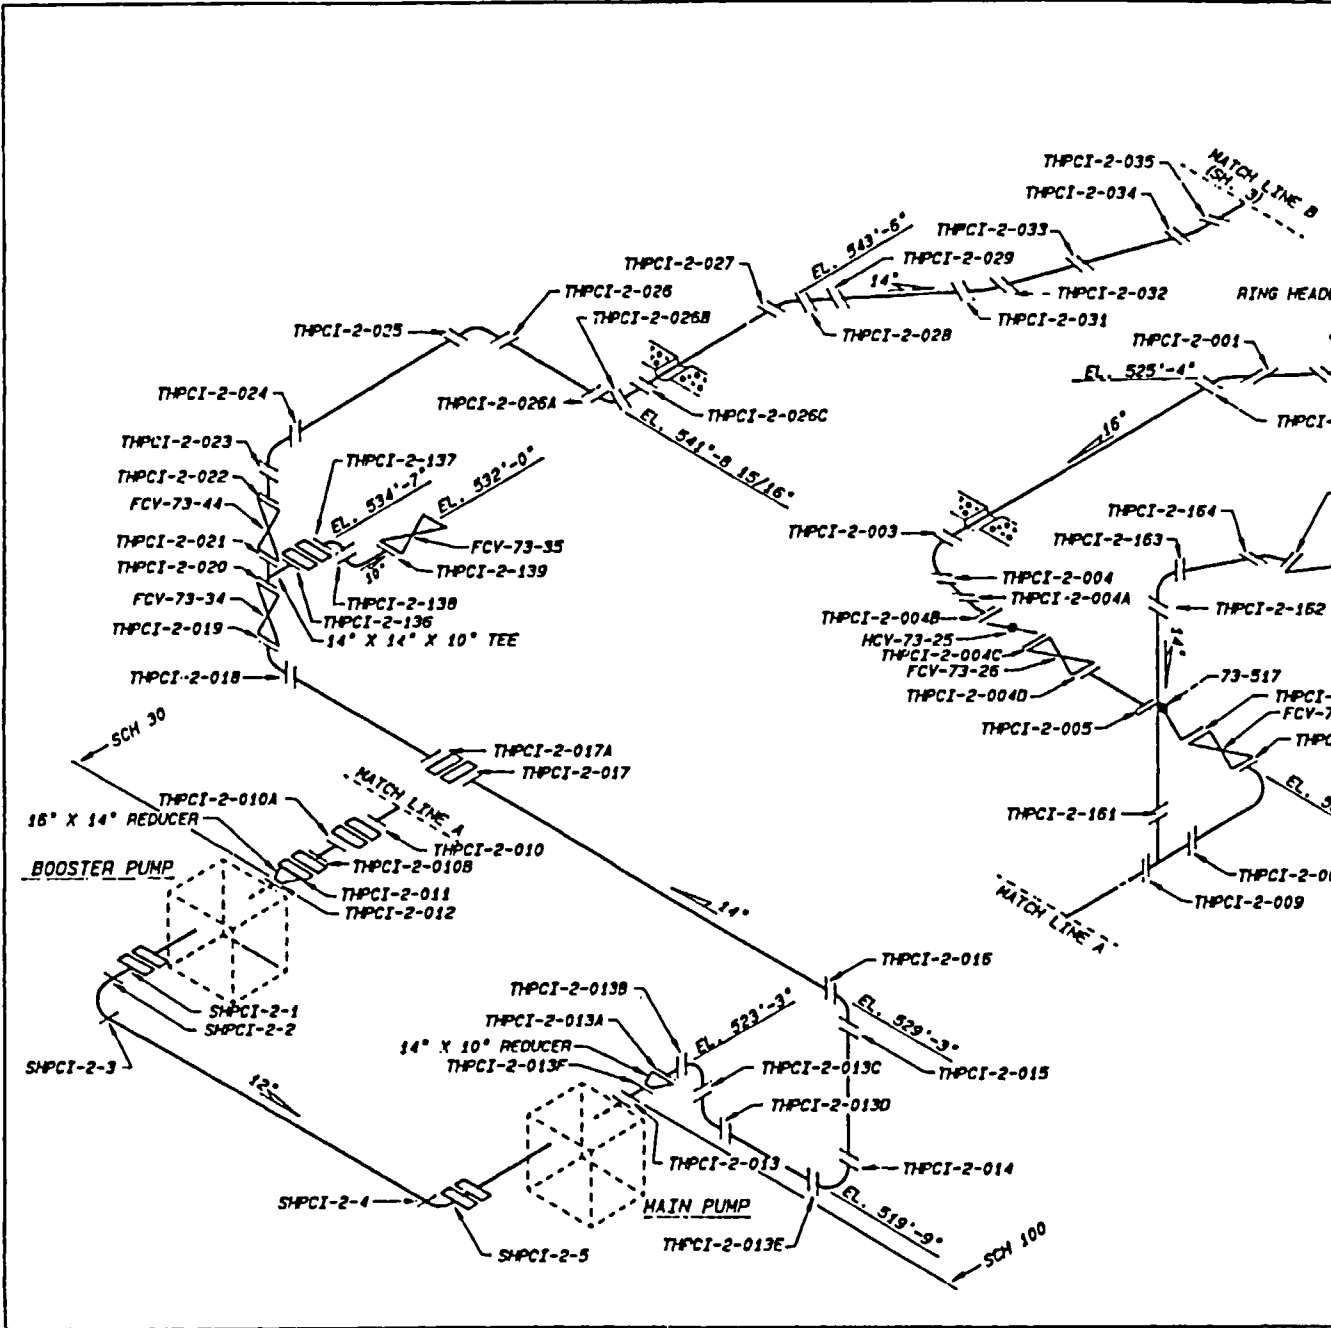 THPCI-2-035
MATCH LINE B
(SH. 3)
THPCI-2-034
THPCI-2-033
EL. 543'-6"
THPCI-2-029
THPCI-2-027
14"
THPCI-2-032
RING HEADE
THPCI-2-026
THPCI-2-026B
THPCI-2-031
THPCI-2-025
THPCI-2-028
THPCI-2-001
EL. 525'-4"
THPCI-2-024
THPCI-2-026A
THPCI-2-026C
THPCI-
16"
THPCI-2-023
EL. 541'-8 15/16"
THPCI-2-137
THPCI-2-022
EL. 534'-7"
EL. 532'-0"
FCV-73-44
THPCI-2-164
THPCI-2-003
THPCI-2-163
THPCI-2-021
FCV-73-35
THPCI-2-020
THPCI-2-139
10"
THPCI-2-004
THPCI-2-004A
FCV-73-34
THPCI-2-138
THPCI-2-162
THPCI-2-136
THPCI-2-004B
THPCI-2-019
14" X 14" X 10" TEE
HCV-73-25
THPCI-2-004C
14"
FCV-73-26
THPCI-2-018
73-517
THPCI-2-004D
THPCI-
FCV-7
THPCI-2-005
THPC
SCH 30
THPCI-2-017A
THPCI-2-017
MATCH LINE A
EL. 5
THPCI-2-010A
16" X 14" REDUCER
THPCI-2-161
THPCI-2-010
BOOSTER PUMP
THPCI-2-010B
THPCI-2-00
THPCI-2-011
THPCI-2-012
MATCH LINE A
THPCI-2-009
14"
THPCI-2-016
THPCI-2-013B
SHPCI-2-1
EL. 523'-3"
EL. 529'-3"
SHPCI-2-2
THPCI-2-013A
14" X 10" REDUCER
THPCI-2-013F
THPCI-2-013C
THPCI-2-015
SHPCI-2-3
12"
THPCI-2-013D
THPCI-2-013
THPCI-2-014
SHPCI-2-4
MAIN PUMP
EL. 519'-9"
THPCI-2-013E
SHPCI-2-5
SCH 100